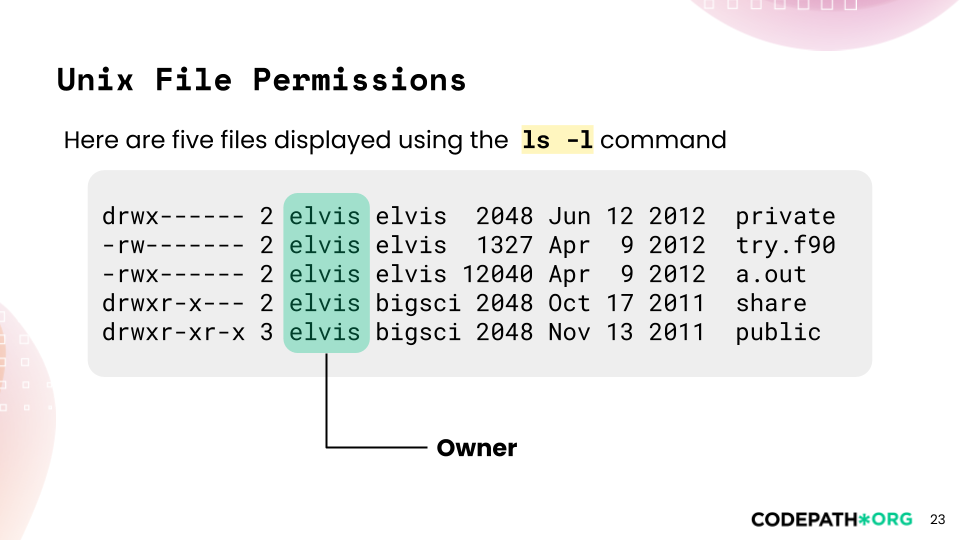 Unix File Permissions
Here are five files displayed using the ls -l command
drwx------ 2 elvis elvis  2048 Jun 12 2012  private
-rw------- 2 elvis elvis  1327 Apr  9 2012  try.f90
-rwx------ 2 elvis elvis 12040 Apr  9 2012  a.out
drwxr-x--- 2 elvis bigsci 2048 Oct 17 2011  share
drwxr-xr-x 3 elvis bigsci 2048 Nov 13 2011  public
Owner
CODEPATH*ORG 23